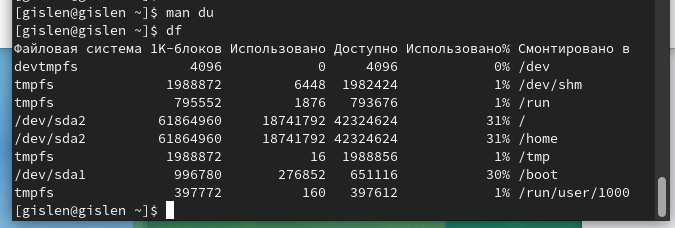 [gislen@gislen ~]$ man du
[gislen@gislen ~]$ df
Файловая система 1K-блоков Использовано Доступно Использовано% Смонтировано в
devtmpfs 4096 0 4096 0% /dev
tmpfs 1988872 6448 1982424 1% /dev/shm
tmpfs 795552 1876 793676 1% /run
/dev/sda2 61864960 18741792 42324624 31% /
/dev/sda2 61864960 18741792 42324624 31% /home
tmpfs 1988872 16 1988856 1% /tmp
/dev/sda1 996780 276852 651116 30% /boot
tmpfs 397772 160 397612 1% /run/user/1000
[gislen@gislen ~]$